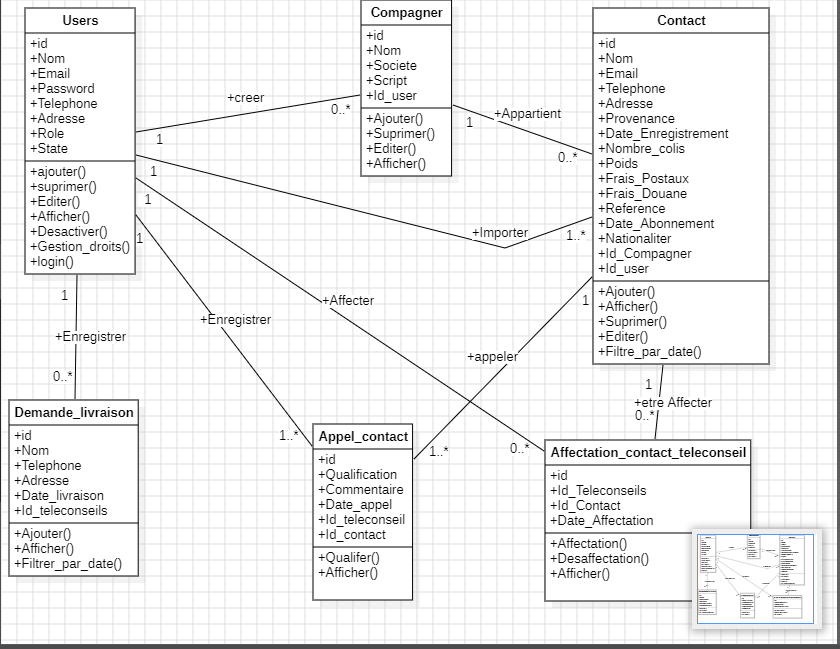 Users
+id
+Nom
+Email
+Password
+Telephone
+Adresse
+Role
+State
+ajouter()
+suprimer()
+Editer()
+Afficher()
+Desactiver()
+Gestion_droits()
+login()
Compagner
+id
+Nom
+Societe
+Script
+Id_user
+Ajouter()
+Suprimer()
+Editer()
+Afficher()
Contact
+id
+Nom
+Email
+Telephone
+Adresse
+Provenance
+Date_Enregistrement
+Nombre_colis
+Poids
+Frais_Postaux
+Frais_Douane
+Reference
+Date_Abonnement
+Nationaliter
+Id_Compagner
+Id_user
+Ajouter()
+Afficher()
+Suprimer()
+Editer()
+Filtre_par_date()
+creer
1
0..*
+Appartient
1
0..*
1
+Importer
1..*
1
+Affecter
0..*
1
+Enregistrer
1..*
1
+appeler
1..*
1
+Enregistrer
0..*
1
+etre Affecter
0..*
Demande_livraison
+id
+Nom
+Telephone
+Adresse
+Date_livraison
+Id_teleconseils
+Ajouter()
+Afficher()
+Filtrer_par_date()
Appel_contact
+id
+Qualification
+Commentaire
+Date_appel
+Id_teleconseil
+Id_contact
+Qualifer()
+Afficher()
Affectation_contact_teleconseil
+id
+Id_Teleconseils
+Id_Contact
+Date_Affectation
+Affectation()
+Desaffectation()
+Afficher()